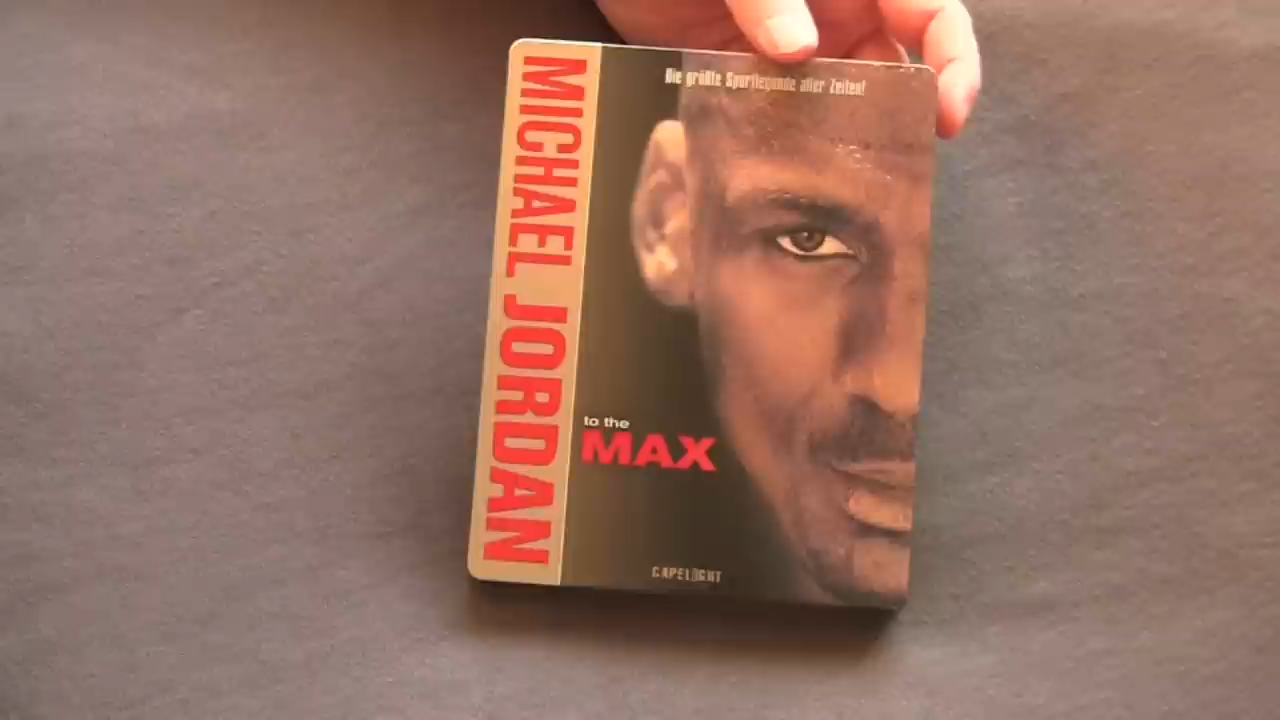 Die größte Sportlegende aller Zeiten!
MICHAEL JORDAN
to the
MAX
CAPELIGHT